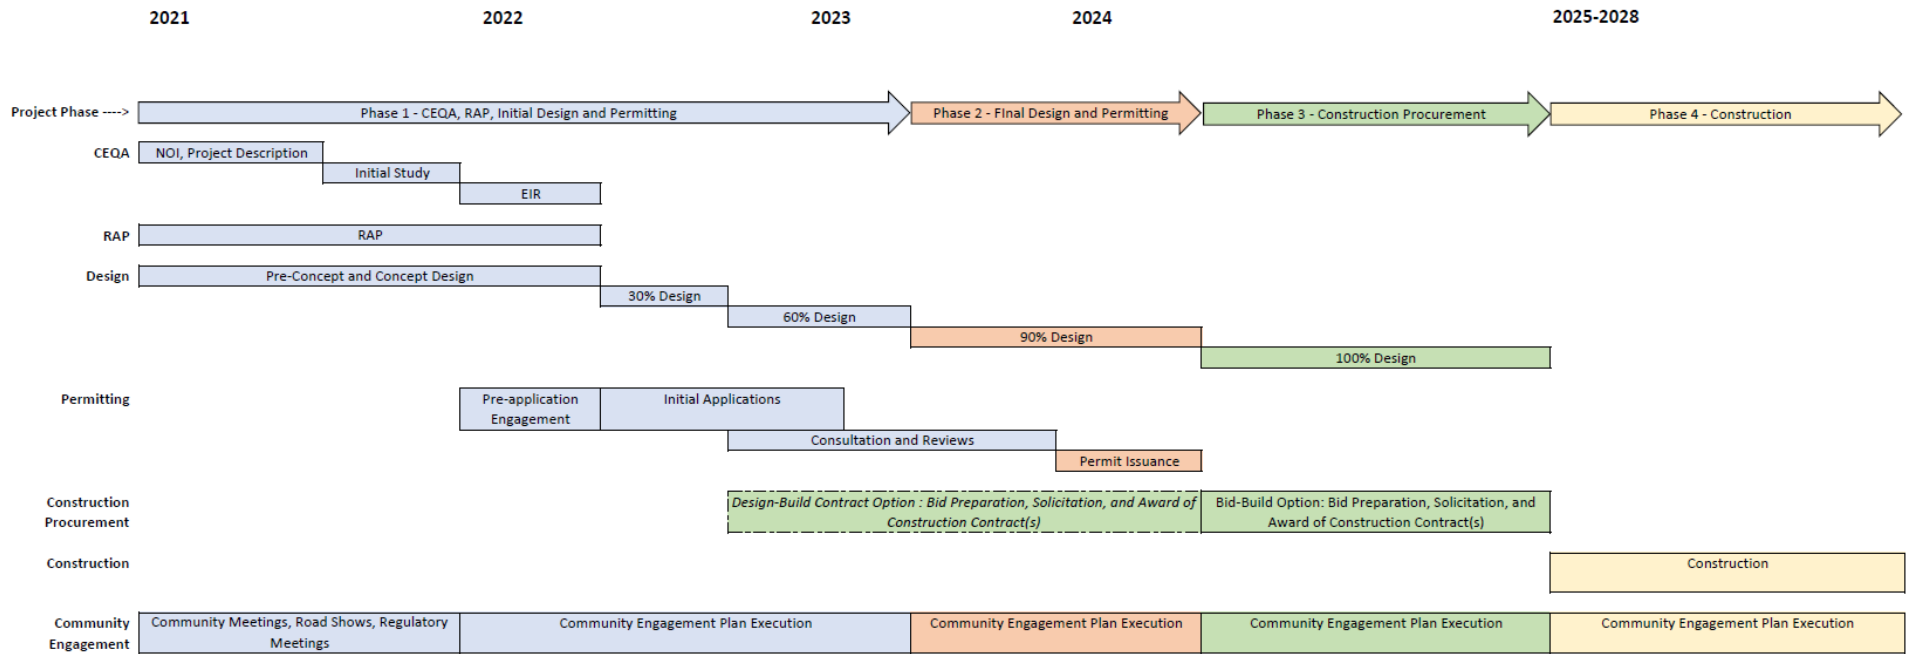 2021 2022 2023 2024 2025-2028
Project Phase ----> Phase 1 - CEQA, RAP, Initial Design and Permitting Phase 2 - FInal Design and Permitting Phase 3 - Construction Procurement Phase 4 - Construction
CEQA NOI, Project Description
Initial Study
EIR
RAP RAP
Design Pre-Concept and Concept Design
30% Design
60% Design
90% Design
100% Design
Permitting Pre-application Initial Applications
Engagement
Consultation and Reviews
Permit Issuance
Construction Design-Build Contract Option : Bid Preparation, Solicitation, and Award of Bid-Build Option: Bid Preparation, Solicitation, and
Procurement Construction Contract(s) Award of Construction Contract(s)
Construction Construction
Community Community Meetings, Road Shows, Regulatory Community Engagement Plan Execution Community Engagement Plan Execution Community Engagement Plan Execution Community Engagement Plan Execution
Engagement Meetings